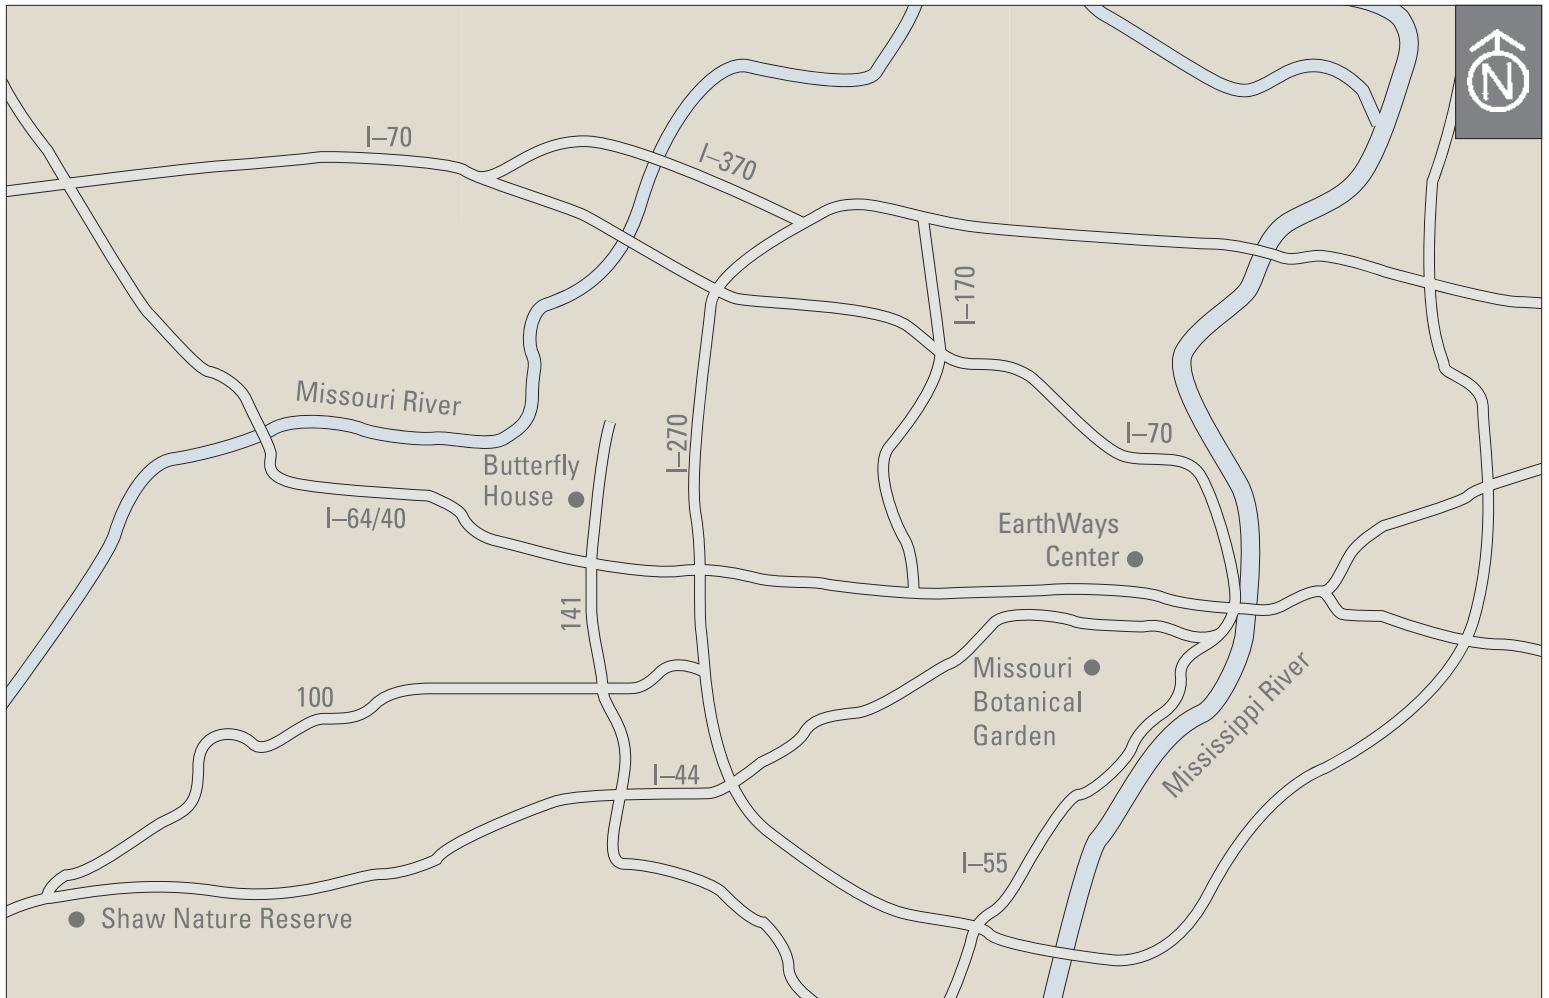 N
I–70
I–370
I–170
Missouri River
I–270
I–70
Butterfly
House
I–64/40
EarthWays
Center
141
Missouri
Botanical
Garden
100
Mississippi River
I–44
I–55
Shaw Nature Reserve